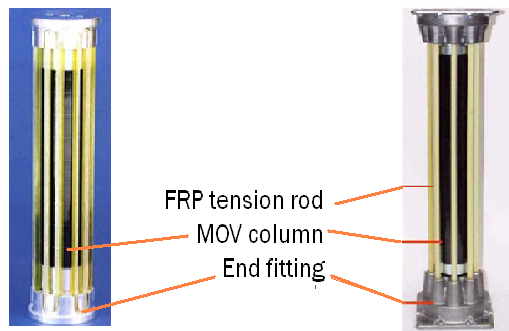 FRP tension rod
MOV column
End fitting